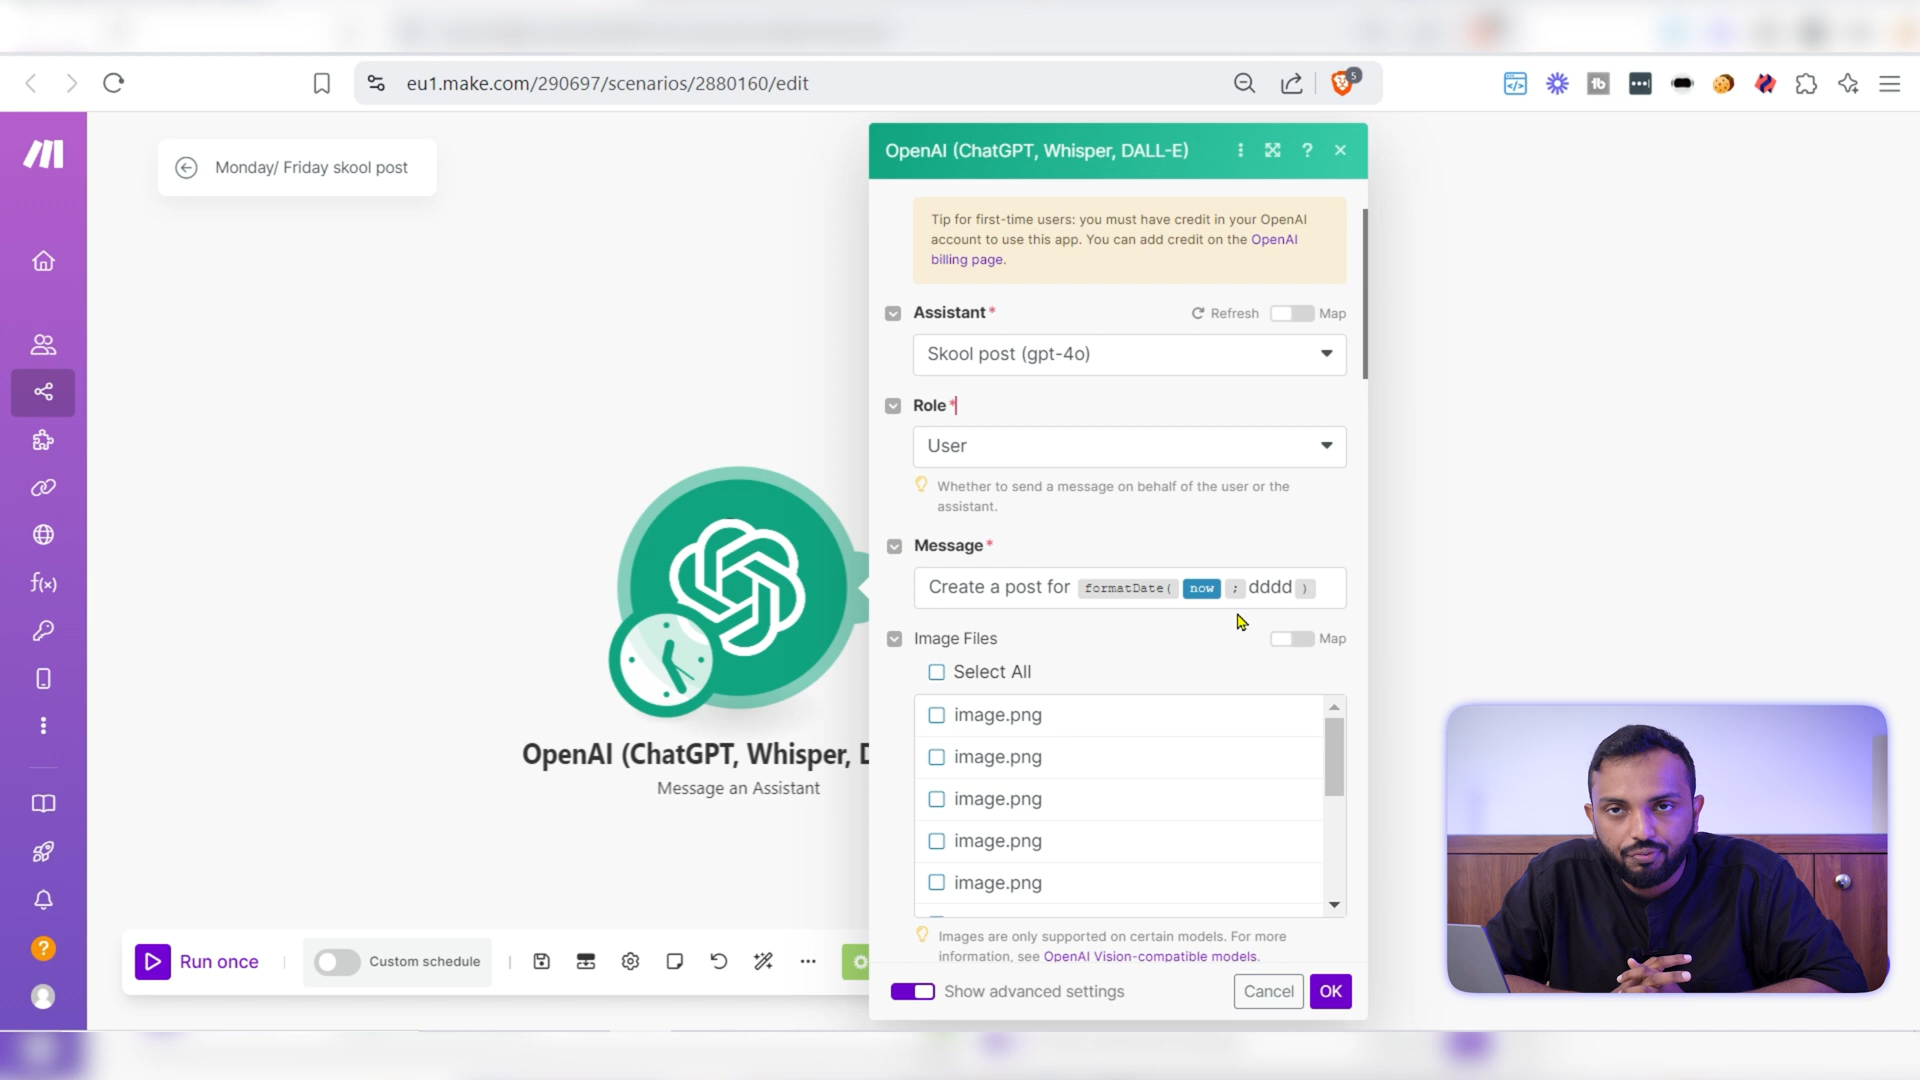 eu1.make.com/290697/scenarios/2880160/edit
5
Monday/ Friday skool post
OpenAI (ChatGPT, Whisper, DALL-E)
?
Tip for first-time users: you must have credit in your OpenAI
account to use this app. You can add credit on the OpenAI
billing page.
Assistant*
Refresh
Map
Skool post (gpt-4o)
Role*
User
Whether to send a message on behalf of the user or the
assistant.
Message*
Create a post for formatDate( now ; dddd )
Image Files
Map
Select All
image.png
image.png
image.png
image.png
image.png
Images are only supported on certain models. For more
information, see OpenAI Vision-compatible models.
Show advanced settings
Cancel
OK
OpenAI (ChatGPT, Whisper, D
Message an Assistant
Run once
Custom schedule
f(x)
?